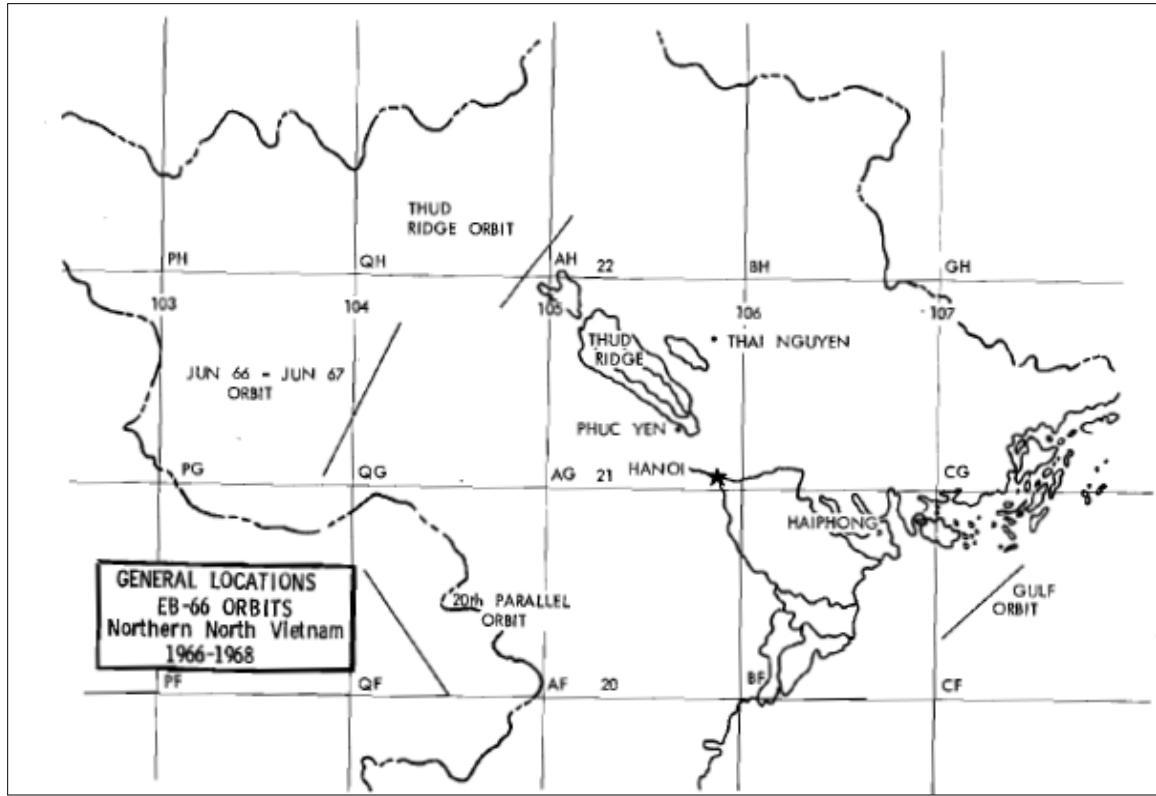 THUD
RIDGE ORBIT
PH
QH
AH 22
BH
GH
103
104
105
106
107
THUD
RIDGE
THAI NGUYEN
JUN 66 - JUN 67
ORBIT
PHUC YEN
PG
QG
AG 21
HANOI
CG
HAIPHONG
GENERAL LOCATIONS
EB-66 ORBITS
Northern North Vietnam
1966-1968
20th PARALLEL
ORBIT
GULF
ORBIT
PF
QF
AF 20
BF
CF